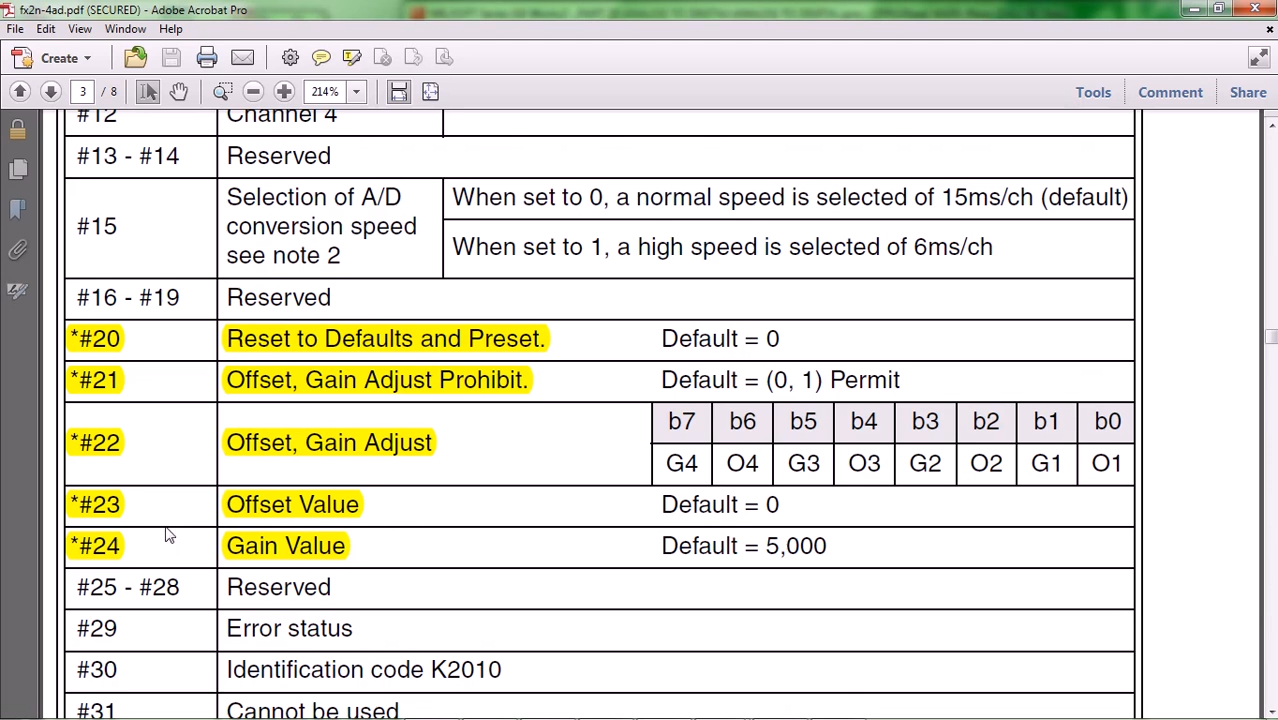 fx2n-4ad.pdf (SECURED) - Adobe Acrobat Pro
File Edit View Window Help
Create
3 / 8 214% Tools Comment Share
#12 Channel 4
#13 - #14 Reserved
#15
Selection of A/D
conversion speed
see note 2
When set to 0, a normal speed is selected of 15ms/ch (default)
When set to 1, a high speed is selected of 6ms/ch
#16 - #19 Reserved
*#20 Reset to Defaults and Preset. Default = 0
*#21 Offset, Gain Adjust Prohibit. Default = (0, 1) Permit
*#22 Offset, Gain Adjust
b7 b6 b5 b4 b3 b2 b1 b0
G4 O4 G3 O3 G2 O2 G1 O1
*#23 Offset Value Default = 0
*#24 Gain Value Default = 5,000
#25 - #28 Reserved
#29 Error status
#30 Identification code K2010
#31 Cannot be used